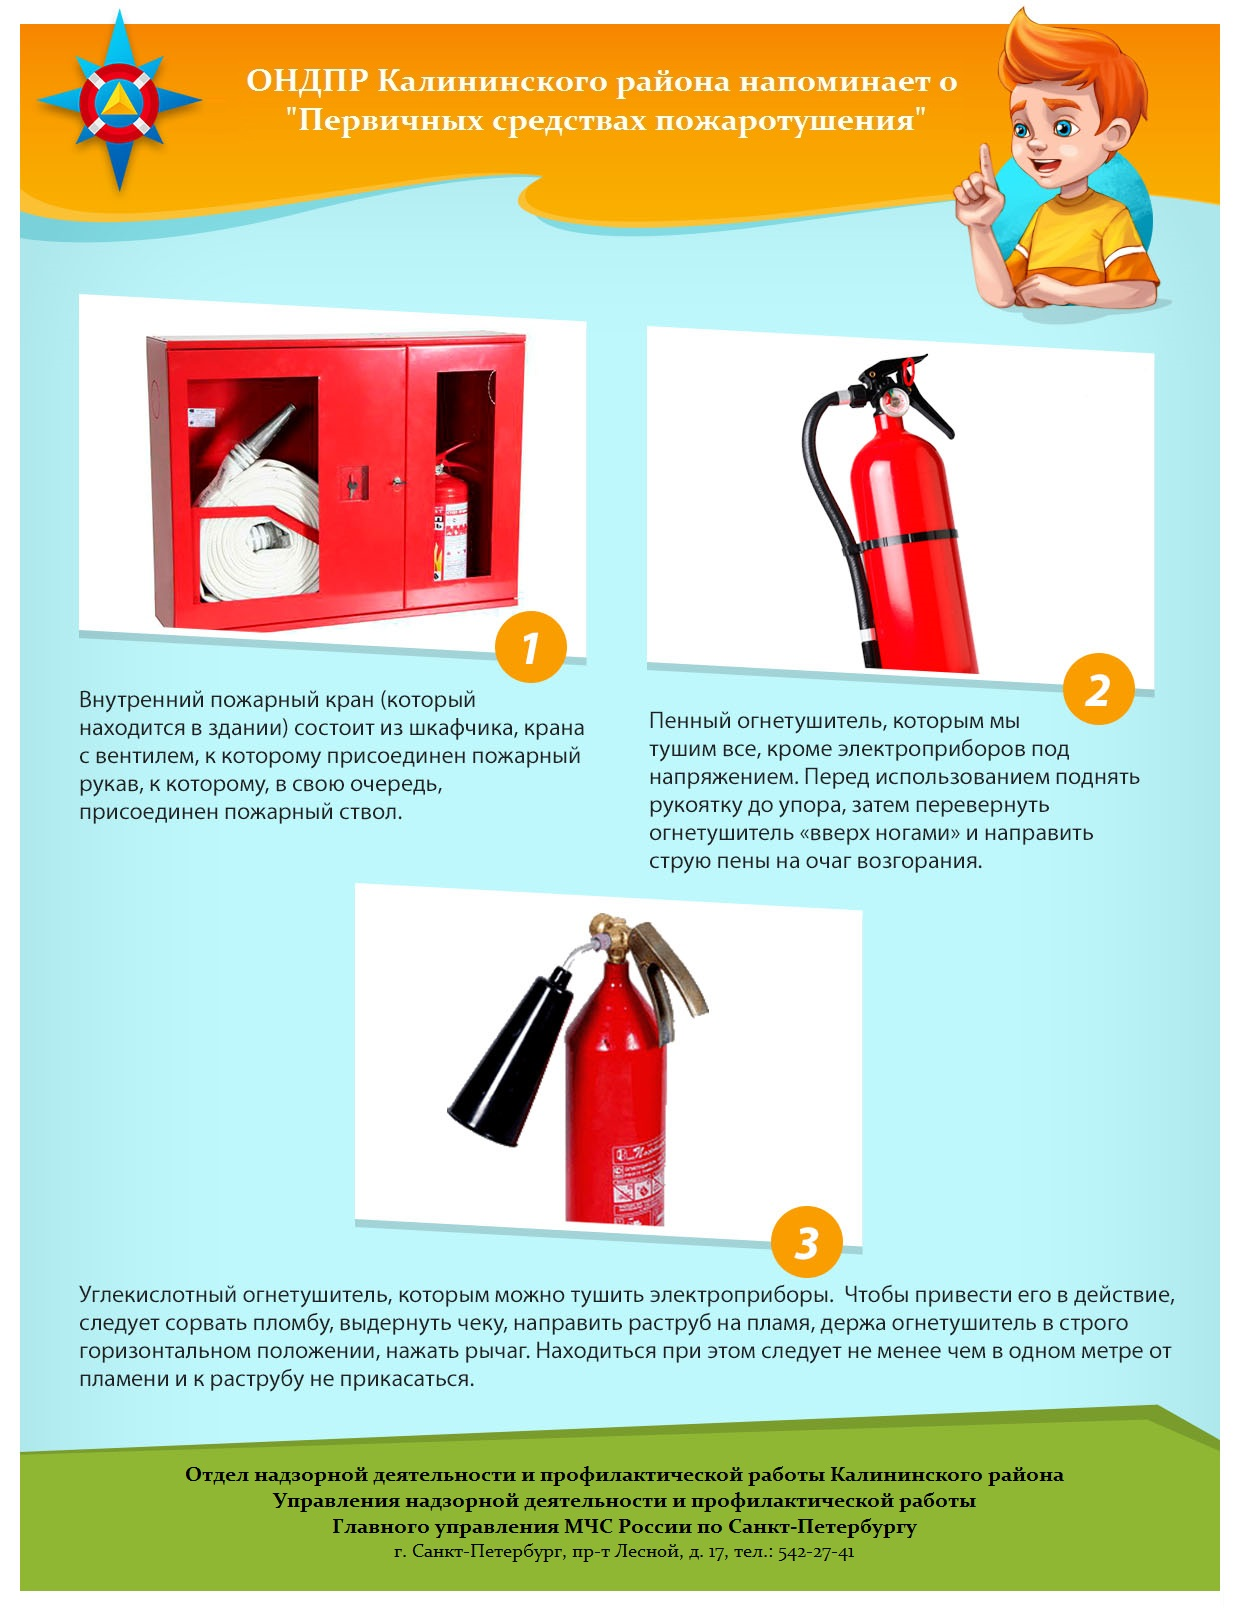 ОНДПР Калининского района напоминает о
"Первичных средствах пожаротушения"
1
Внутренний пожарный кран (который
находится в здании) состоит из шкафчика, крана
с вентилем, к которому присоединен пожарный
рукав, к которому, в свою очередь,
присоединен пожарный ствол.
2
Пенный огнетушитель, которым мы
тушим все, кроме электроприборов под
напряжением. Перед использованием поднять
рукоятку до упора, затем перевернуть
огнетушитель «вверх ногами» и направить
струю пены на очаг возгорания.
3
Углекислотный огнетушитель, которым можно тушить электроприборы. Чтобы привести его в действие,
следует сорвать пломбу, выдернуть чеку, направить раструб на пламя, держа огнетушитель в строго
горизонтальном положении, нажать рычаг. Находиться при этом следует не менее чем в одном метре от
пламени и к раструбу не прикасаться.
Отдел надзорной деятельности и профилактической работы Калининского района
Управления надзорной деятельности и профилактической работы
Главного управления МЧС России по Санкт-Петербургу
г. Санкт-Петербург, пр-т Лесной, д. 17, тел.: 542-27-41